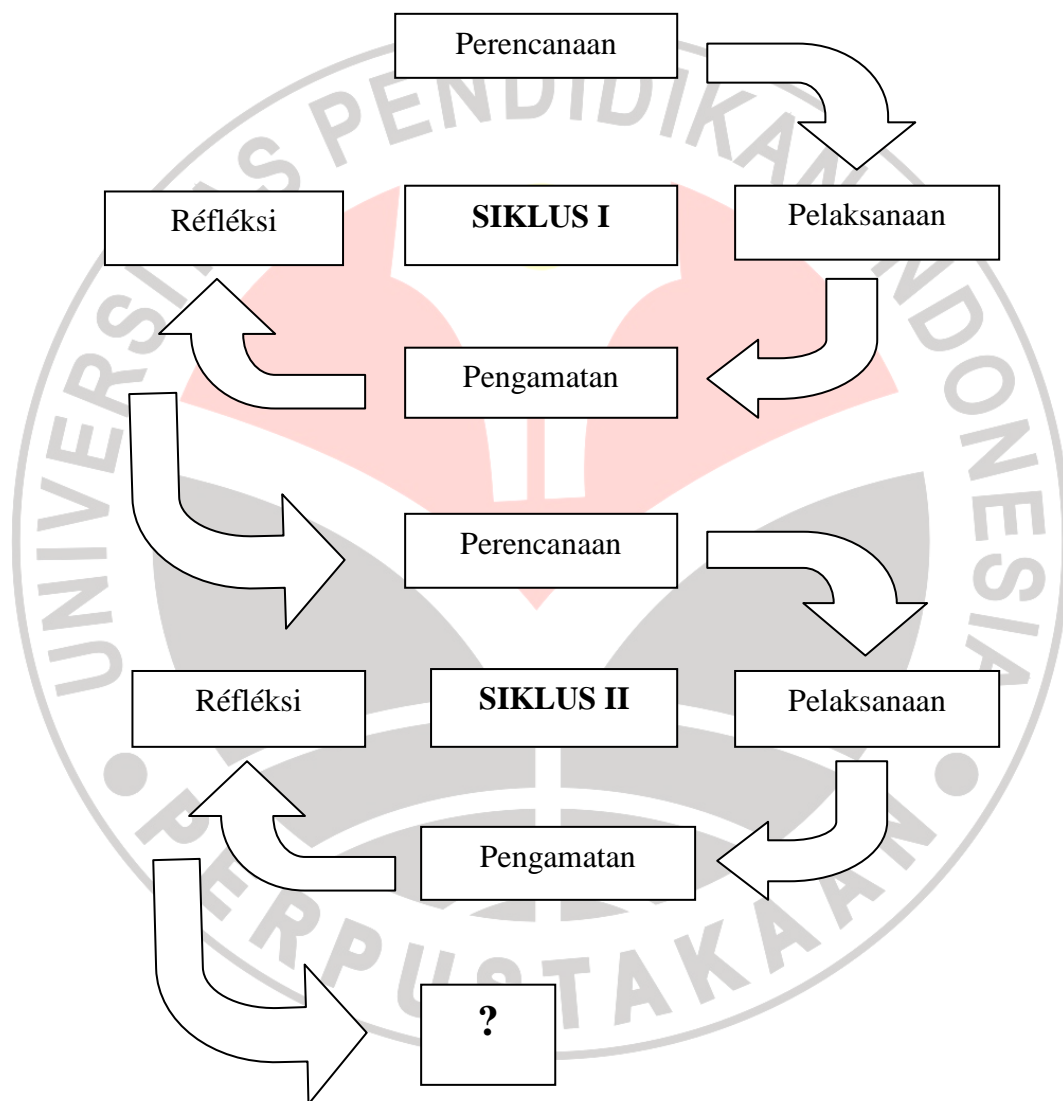 Perencanaan
Réfléksi
SIKLUS I
Pelaksanaan
Pengamatan
Perencanaan
Réfléksi
SIKLUS II
Pelaksanaan
Pengamatan
?
UNIVERSITAS PENDIDIKAN INDONESIA
PERPUSTAKAAN